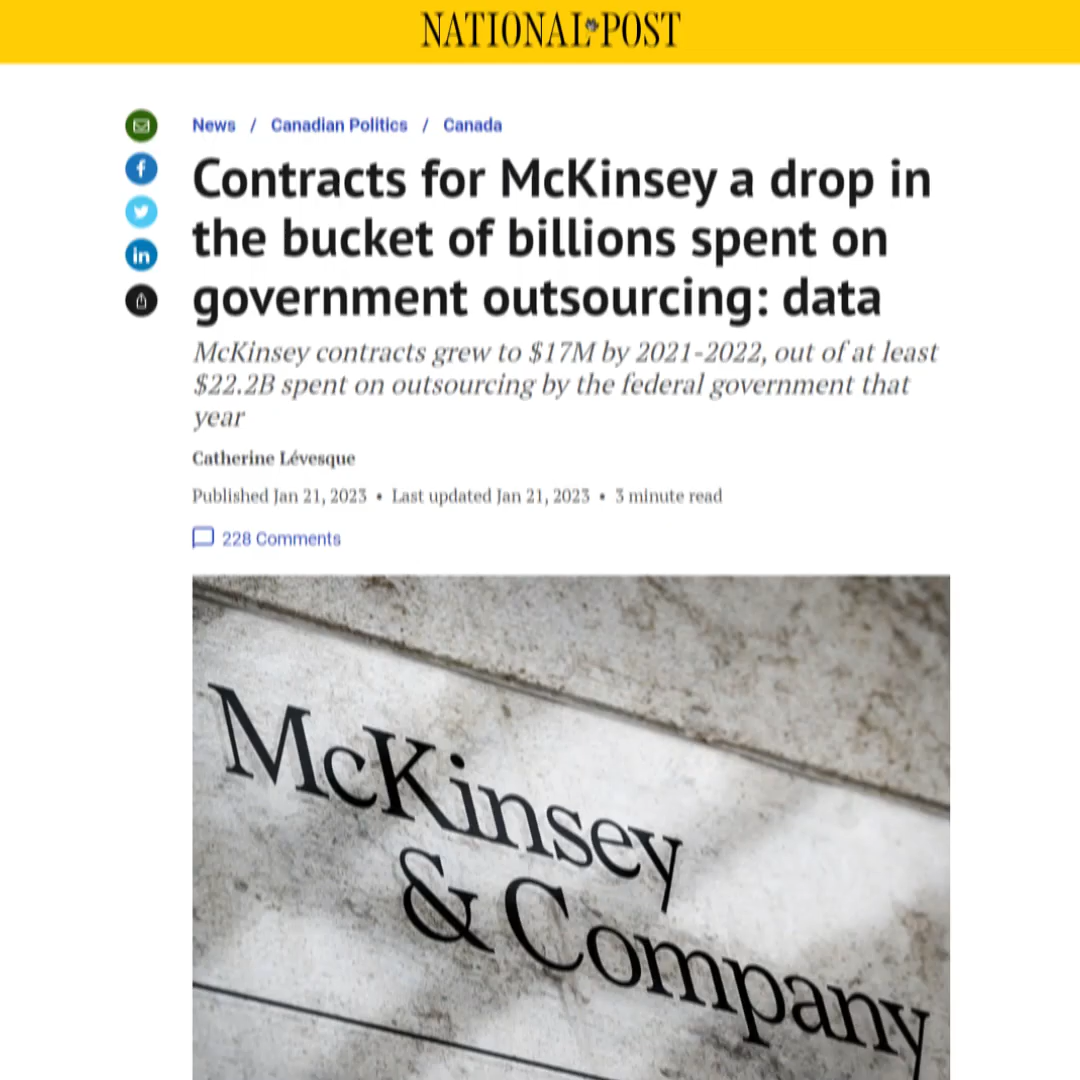 NATIONAL POST
News / Canadian Politics / Canada
Contracts for McKinsey a drop in
the bucket of billions spent on
government outsourcing: data
McKinsey contracts grew to $17M by 2021-2022, out of at least
$22.2B spent on outsourcing by the federal government that
year
Catherine Lévesque
Published Jan 21, 2023 • Last updated Jan 21, 2023 • 3 minute read
228 Comments
McKinsey
& Company